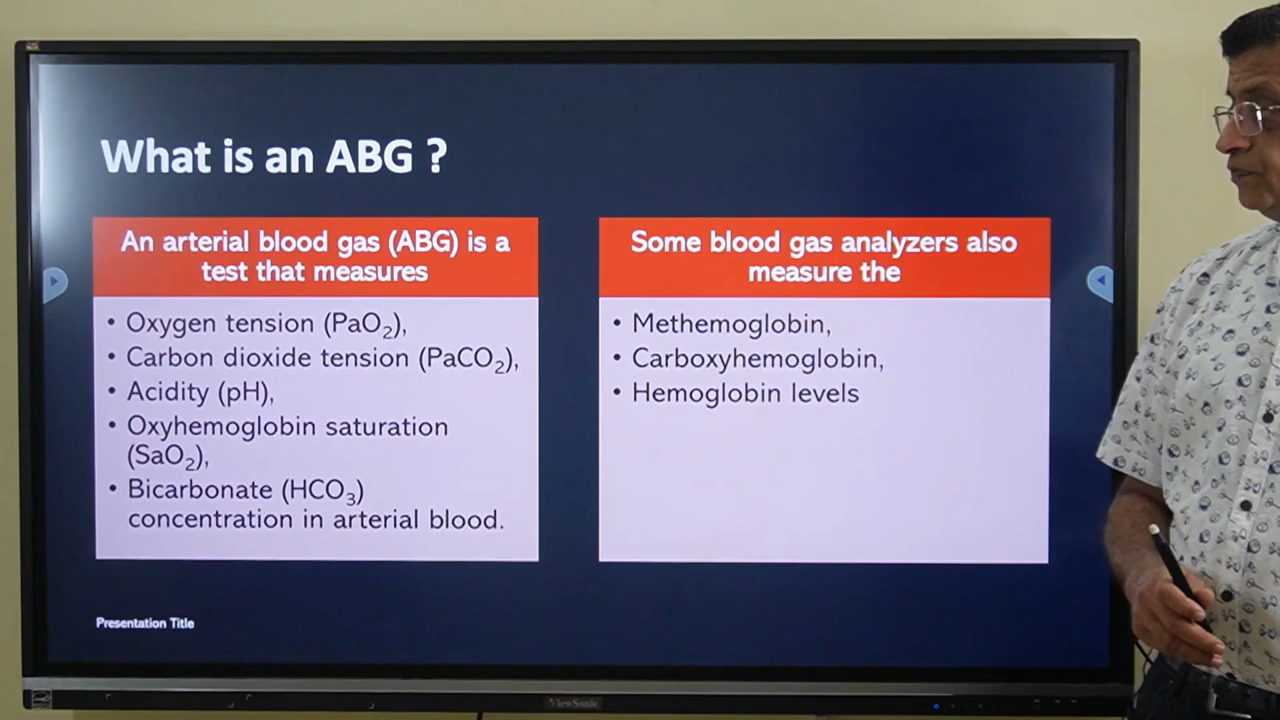 What is an ABG ?
An arterial blood gas (ABG) is a
test that measures
• Oxygen tension (PaO₂),
• Carbon dioxide tension (PaCO₂),
• Acidity (pH),
• Oxyhemoglobin saturation
(SaO₂),
• Bicarbonate (HCO₃)
concentration in arterial blood.
Some blood gas analyzers also
measure the
• Methemoglobin,
• Carboxyhemoglobin,
• Hemoglobin levels
Presentation Title
ViewSonic